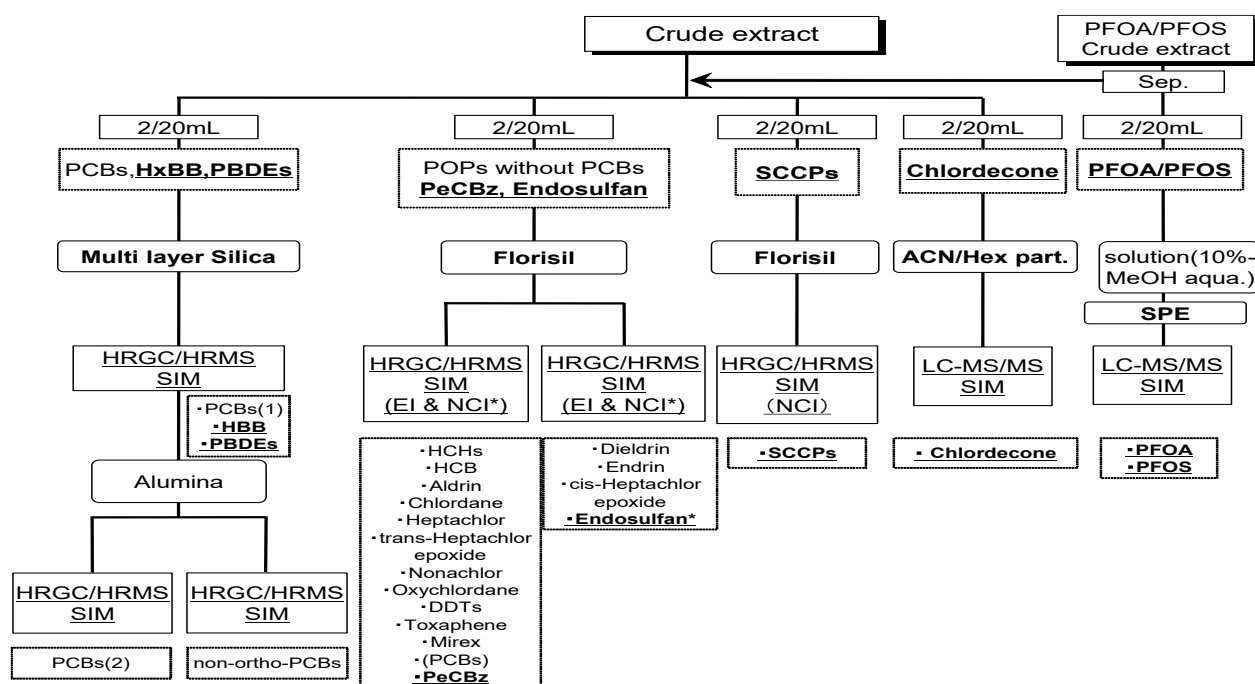 Crude extract
PFOA/PFOS
Crude extract
Sep.
2/20mL
2/20mL
2/20mL
2/20mL
2/20mL
PCBs,HxBB,PBDEs
POPs without PCBs
PeCBz, Endosulfan
SCCPs
Chlordecone
PFOA/PFOS
Multi layer Silica
Florisil
Florisil
ACN/Hex part.
solution(10%-
MeOH aqua.)
SPE
HRGC/HRMS
SIM
HRGC/HRMS
SIM
(EI & NCI*)
HRGC/HRMS
SIM
(EI & NCI*)
HRGC/HRMS
SIM
(NCI)
LC-MS/MS
SIM
LC-MS/MS
SIM
・PCBs(1)
・HBB
・PBDEs
・HCHs
・HCB
・Aldrin
・Chlordane
・Heptachlor
・trans-Heptachlor
epoxide
・Nonachlor
・Oxychlordane
・DDTs
・Toxaphene
・Mirex
・(PCBs)
・PeCBz
・Dieldrin
・Endrin
・cis-Heptachlor
epoxide
・Endosulfan*
・SCCPs
・Chlordecone
・PFOA
・PFOS
Alumina
HRGC/HRMS
SIM
HRGC/HRMS
SIM
PCBs(2)
non-ortho-PCBs